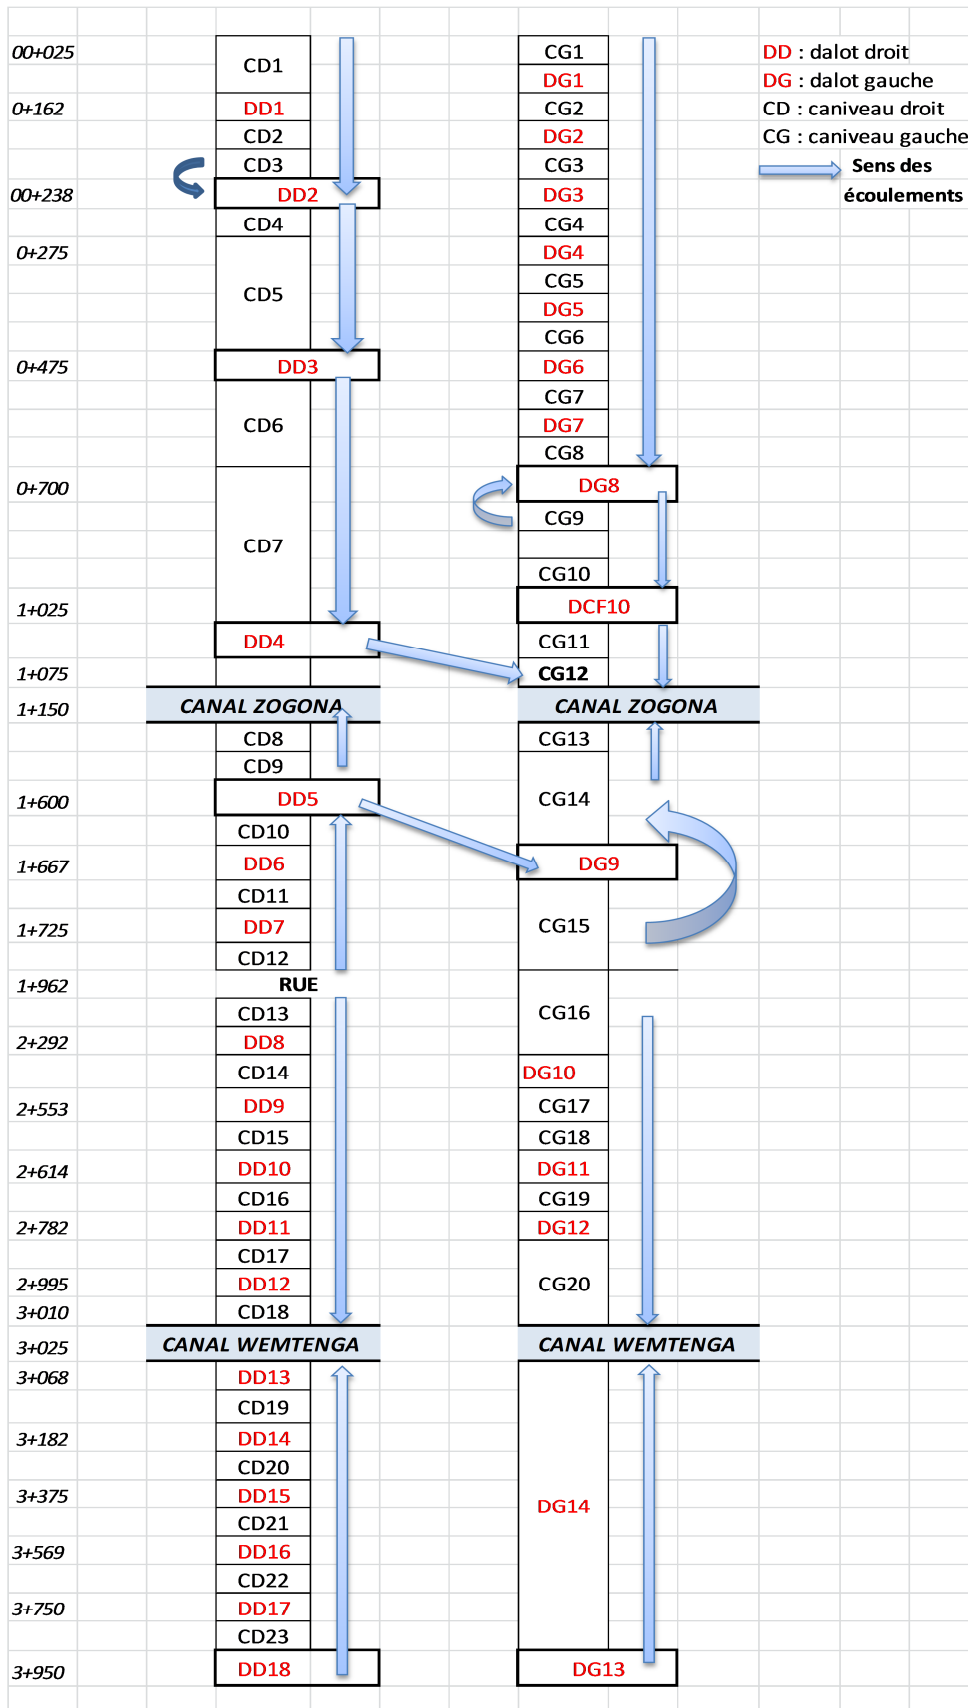 00+025 CD1 CG1 DD : dalot droit
DG1 DG : dalot gauche
0+162 DD1 CG2 CD : caniveau droit
CD2 DG2 CG : caniveau gauche
CD3 CG3 Sens des
00+238 DD2 DG3 écoulements
CD4 CG4
0+275 DG4
CD5 CG5
DG5
CG6
0+475 DD3 DG6
CG7
CD6 DG7
CG8
0+700 DG8
CG9
CD7
CG10
1+025 DCF10
DD4 CG11
1+075 CG12
1+150 CANAL ZOGONA CANAL ZOGONA
CD8 CG13
CD9
1+600 DD5 CG14
CD10
1+667 DD6 DG9
CD11
1+725 DD7 CG15
CD12
1+962 RUE
CD13 CG16
2+292 DD8
CD14 DG10
2+553 DD9 CG17
CD15 CG18
2+614 DD10 DG11
CD16 CG19
2+782 DD11 DG12
CD17
2+995 DD12 CG20
3+010 CD18
3+025 CANAL WEMTENGA CANAL WEMTENGA
3+068 DD13
CD19
3+182 DD14
CD20
3+375 DD15 DG14
CD21
3+569 DD16
CD22
3+750 DD17
CD23
3+950 DD18 DG13